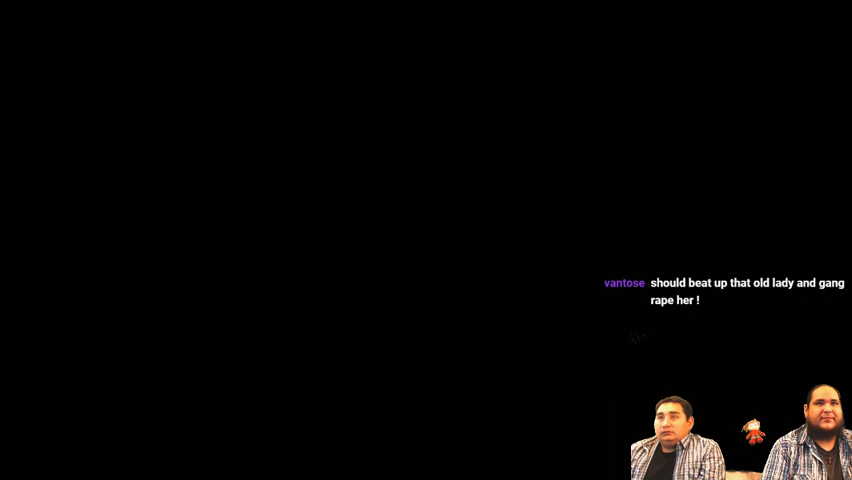 vantose should beat up that old lady and gang
rape her !